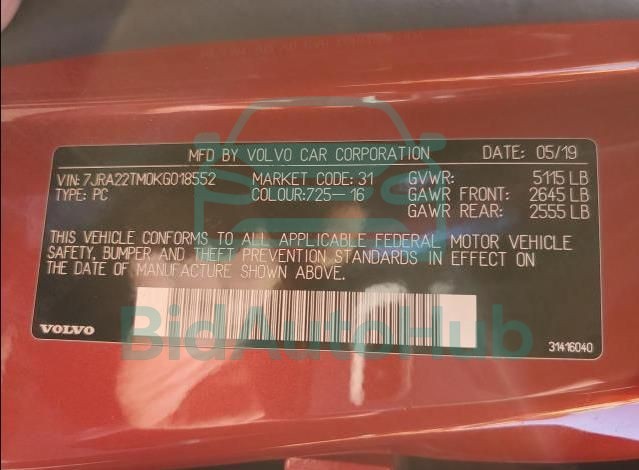 MFD BY VOLVO CAR CORPORATION DATE: 05/19
VIN: 7JRA22TM0KG018552 MARKET CODE: 31 GVWR: 5115 LB
TYPE: PC COLOUR:725-16 GAWR FRONT: 2645 LB
GAWR REAR: 2555 LB
THIS VEHICLE CONFORMS TO ALL APPLICABLE FEDERAL MOTOR VEHICLE
SAFETY, BUMPER AND THEFT PREVENTION STANDARDS IN EFFECT ON
THE DATE OF MANUFACTURE SHOWN ABOVE.
VOLVO
BidAutoHub
31416040